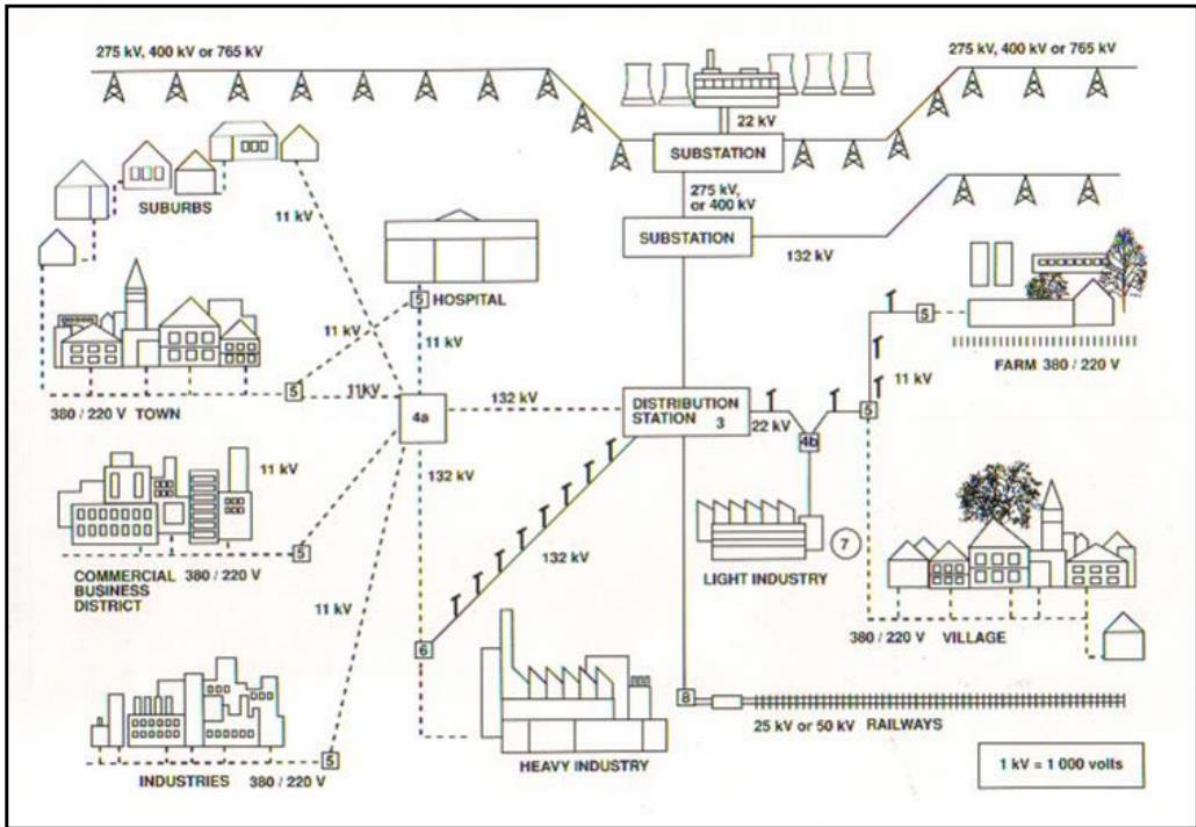 275 kV, 400 kV or 765 kV
275 kV, 400 kV or 765 kV
22 kV
SUBSTATION
275 kV,
or 400 kV
SUBSTATION
132 kV
SUBURBS
11 kV
5
HOSPITAL
11 kV
11 kV
5
11 kV
FARM 380 / 220 V
5
11kV
380 / 220 V TOWN
4a
132 kV
DISTRIBUTION
STATION 3
22 kV
4b
5
132 kV
11 kV
5
COMMERCIAL 380 / 220 V
BUSINESS
DISTRICT
132 kV
7
LIGHT INDUSTRY
11 kV
380 / 220 V VILLAGE
6
8
25 kV or 50 kV RAILWAYS
5
INDUSTRIES 380 / 220 V
HEAVY INDUSTRY
1 kV = 1 000 volts